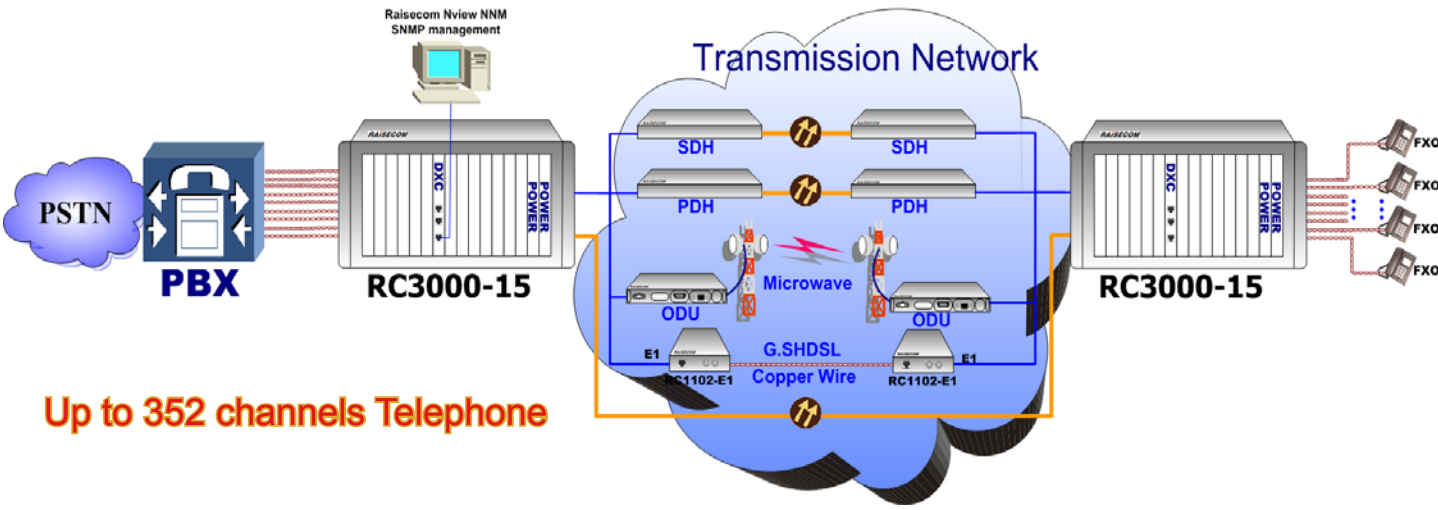 Raisecom Nview NNM
SNMP management
Transmission Network
PSTN
PBX
RAISECOM
DXC
POWER
POWER
RC3000-15
SDH
SDH
PDH
PDH
Microwave
ODU
ODU
E1
G.SHDSL
E1
RC1102-E1
Copper Wire
RC1102-E1
RAISECOM
DXC
POWER
POWER
RC3000-15
FXO
FXO
FXO
FXO
Up to 352 channels Telephone